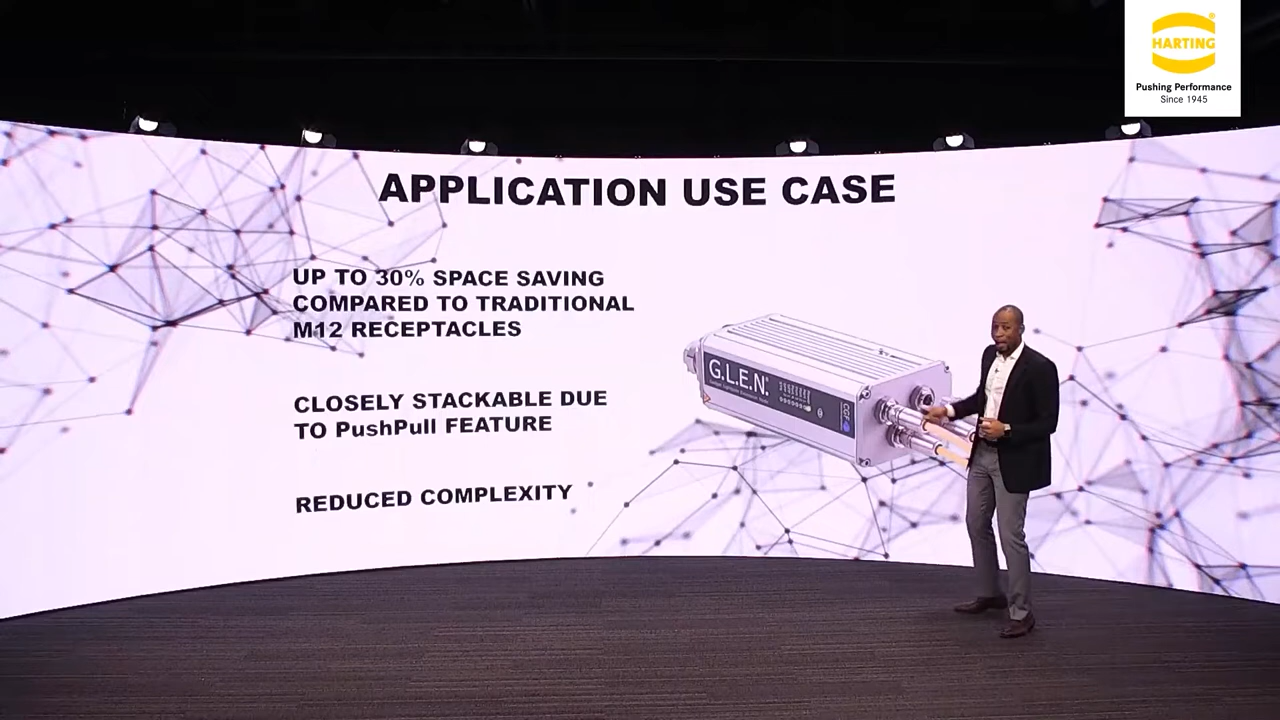 HARTING
Pushing Performance
Since 1945
APPLICATION USE CASE
UP TO 30% SPACE SAVING
COMPARED TO TRADITIONAL
M12 RECEPTACLES
CLOSELY STACKABLE DUE
TO PushPull FEATURE
REDUCED COMPLEXITY
G.L.E.N.